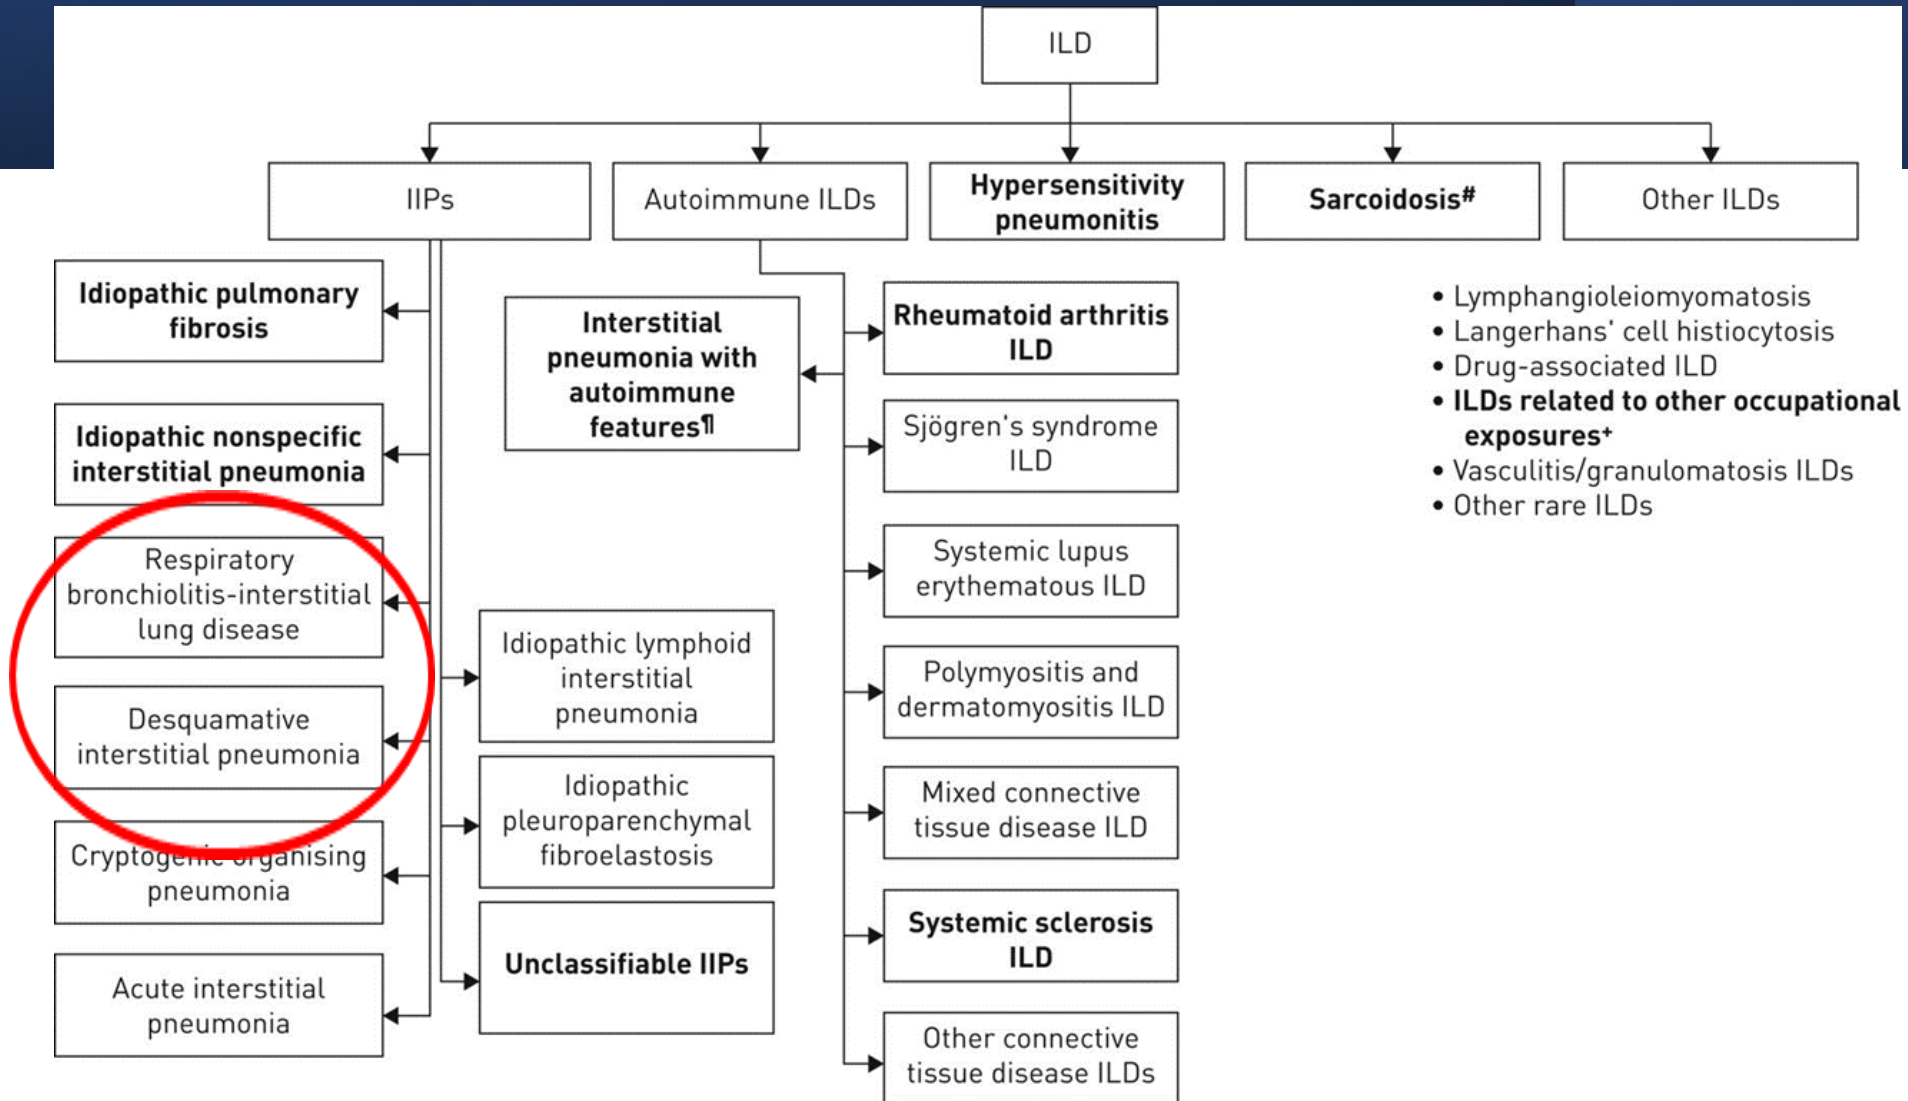 ILD
IIPs
Autoimmune ILDs
Hypersensitivity
pneumonitis
Sarcoidosis#
Other ILDs
Idiopathic pulmonary
fibrosis
Idiopathic nonspecific
interstitial pneumonia
Respiratory
bronchiolitis-interstitial
lung disease
Desquamative
interstitial pneumonia
Cryptogenic organising
pneumonia
Acute interstitial
pneumonia
Idiopathic lymphoid
interstitial
pneumonia
Idiopathic
pleuroparenchymal
fibroelastosis
Unclassifiable IIPs
Interstitial
pneumonia with
autoimmune
features¶
Rheumatoid arthritis
ILD
Sjögren's syndrome
ILD
Systemic lupus
erythematous ILD
Polymyositis and
dermatomyositis ILD
Mixed connective
tissue disease ILD
Systemic sclerosis
ILD
Other connective
tissue disease ILDs
• Lymphangioleiomyomatosis
• Langerhans' cell histiocytosis
• Drug-associated ILD
• ILDs related to other occupational
exposures+
• Vasculitis/granulomatosis ILDs
• Other rare ILDs